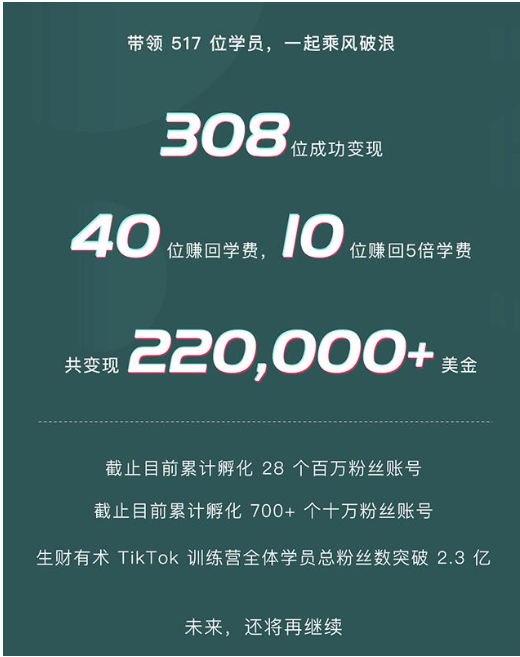 带领 517 位学员，一起乘风破浪
308位成功变现
40 位赚回学费，10 位赚回5倍学费
共变现 220,000+ 美金
截止目前累计孵化 28 个百万粉丝账号
截止目前累计孵化 700+ 个十万粉丝账号
生财有术 TikTok 训练营全体学员总粉丝数突破 2.3 亿
未来，还将再继续